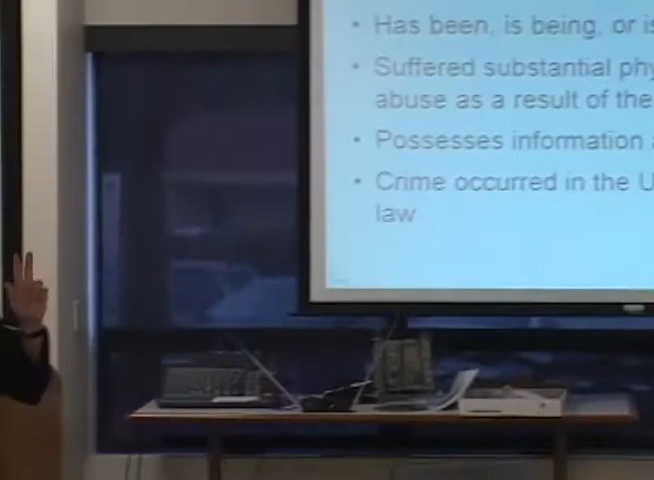 • Has been, is being, or is
• Suffered substantial phy
abuse as a result of the
• Possesses information a
• Crime occurred in the U
law